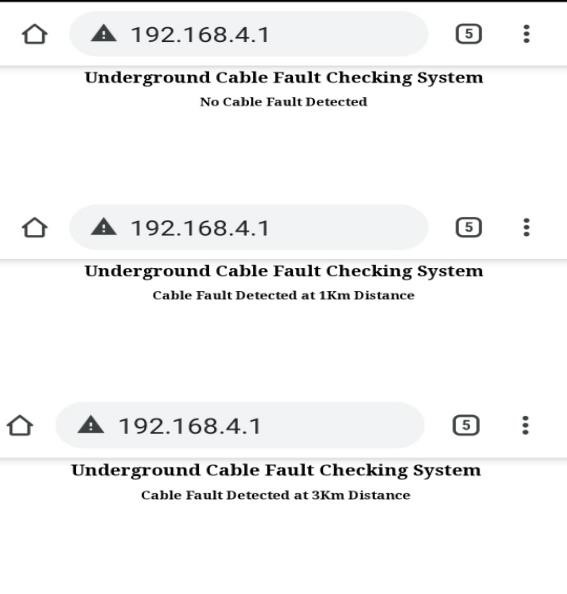 192.168.4.1
5
Underground Cable Fault Checking System
No Cable Fault Detected
192.168.4.1
5
Underground Cable Fault Checking System
Cable Fault Detected at 1Km Distance
192.168.4.1
5
Underground Cable Fault Checking System
Cable Fault Detected at 3Km Distance